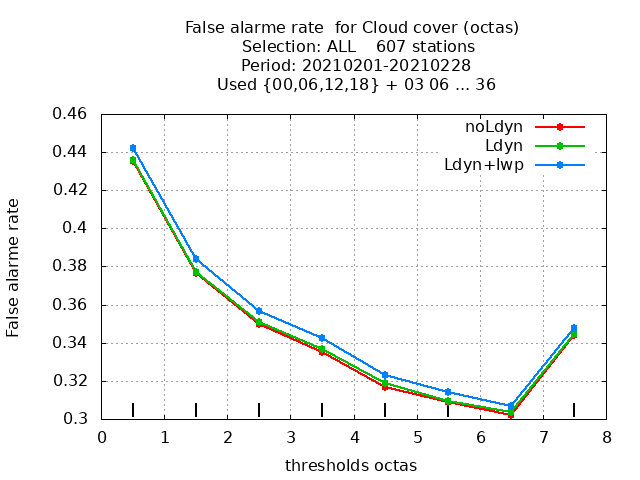 False alarme rate  for Cloud cover (octas)
Selection: ALL    607 stations
Period: 20210201-20210228
Used {00,06,12,18} + 03 06 ... 36
0.46
0.44
0.42
0.4
0.38
0.36
0.34
0.32
0.3
False alarme rate
noLdyn
Ldyn
Ldyn+lwp
0 1 2 3 4 5 6 7 8
thresholds octas